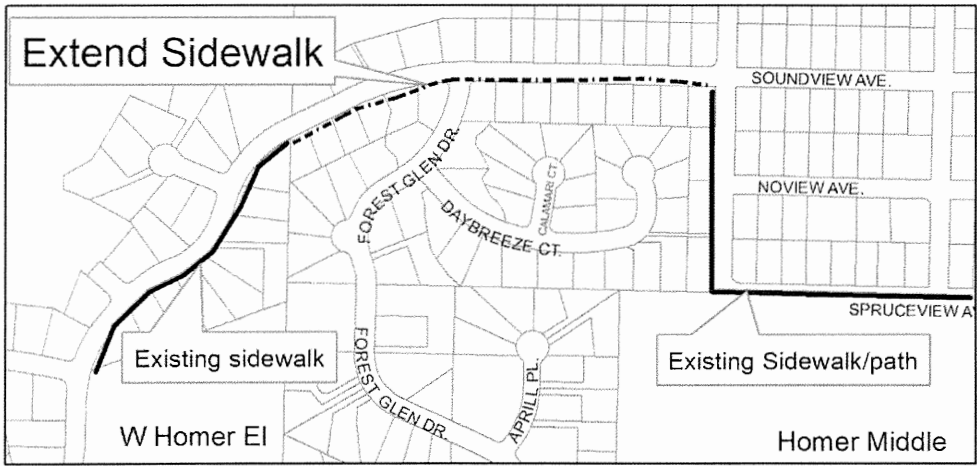 Extend Sidewalk
SOUNDVIEW AVE.
FOREST GLEN DR.
CALAMARI CT
NOVIEW AVE.
DAYBREEZE CT.
SPRUCEVIEW A
Existing sidewalk
Existing Sidewalk/path
FOREST GLEN DR.
APRILL PL.
W Homer El
Homer Middle